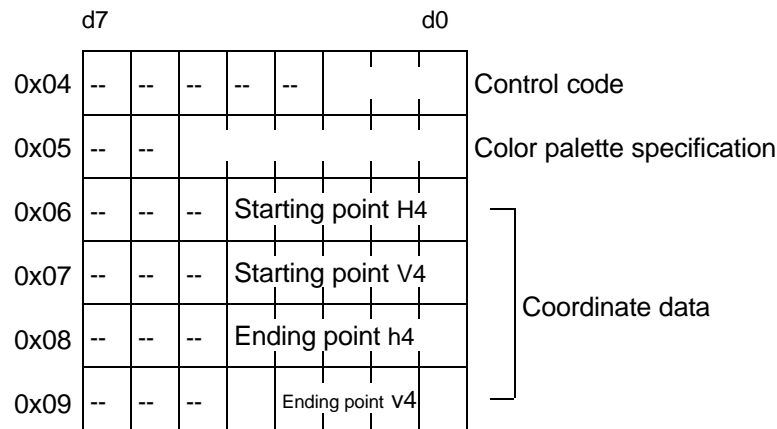 d7 d0
0x04 -- -- -- -- -- Control code
0x05 -- -- Color palette specification
0x06 -- -- -- Starting point H4
0x07 -- -- -- Starting point V4
Coordinate data
0x08 -- -- -- Ending point h4
0x09 -- -- -- Ending point v4